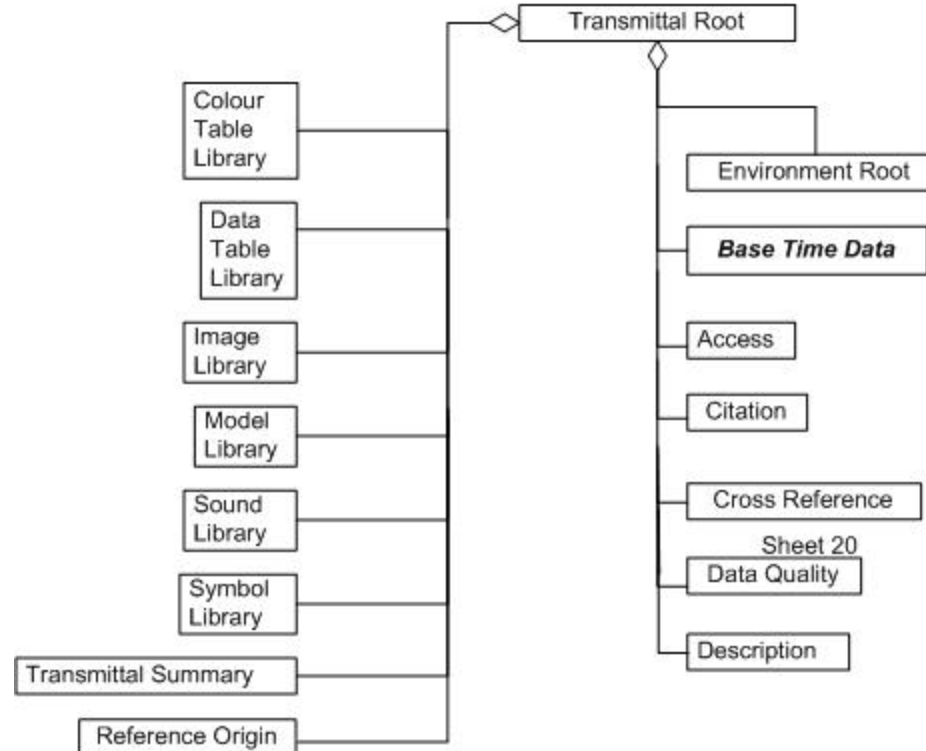 Transmittal Root
Colour
Table
Library
Data
Table
Library
Image
Library
Model
Library
Sound
Library
Symbol
Library
Transmittal Summary
Reference Origin
Environment Root
Base Time Data
Access
Citation
Cross Reference
Sheet 20
Data Quality
Description